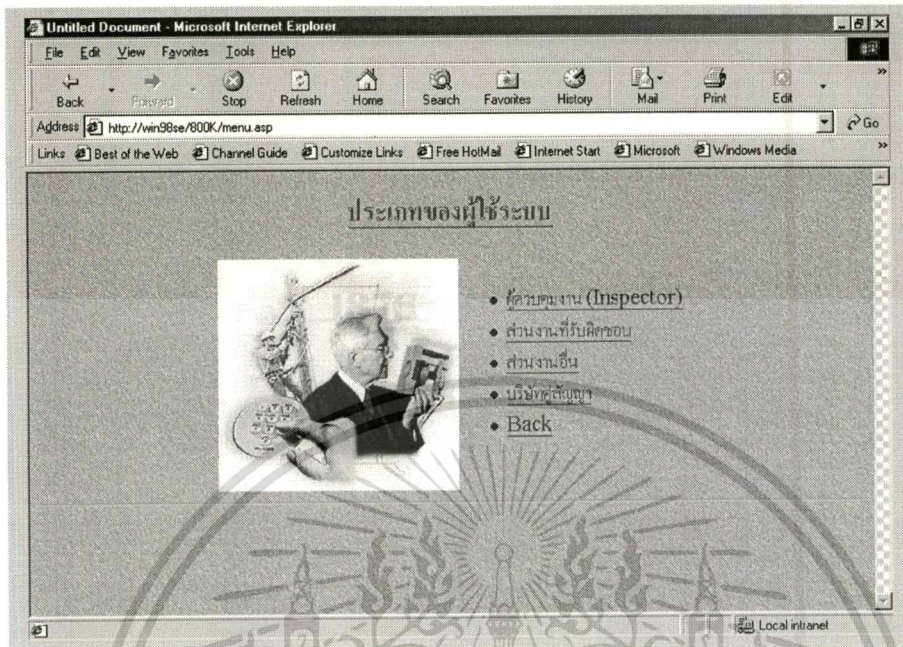 Untitled Document - Microsoft Internet Explorer
File Edit View Favorites Tools Help
Back Forward Stop Refresh Home Search Favorites History Mail Print Edit
Address http://win98se/800K/menu.asp Go
Links Best of the Web Channel Guide Customize Links Free HotMail Internet Start Microsoft Windows Media
ประเภทของผู้ใช้ระบบ
ผู้ควบคุมงาน (Inspector)
ส่วนงานที่รับผิดชอบ
ส่วนงานอื่น
บริษัทคู่สัญญา
Back
Local intranet